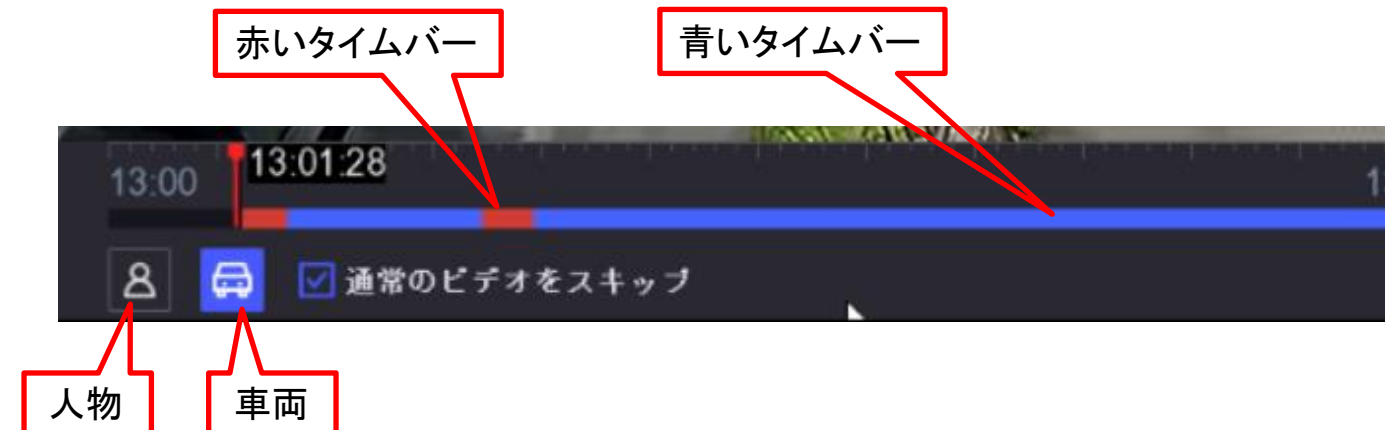 赤いタイムバー
青いタイムバー
13:00
13:01:28
1
通常のビデオをスキップ
人物
車両